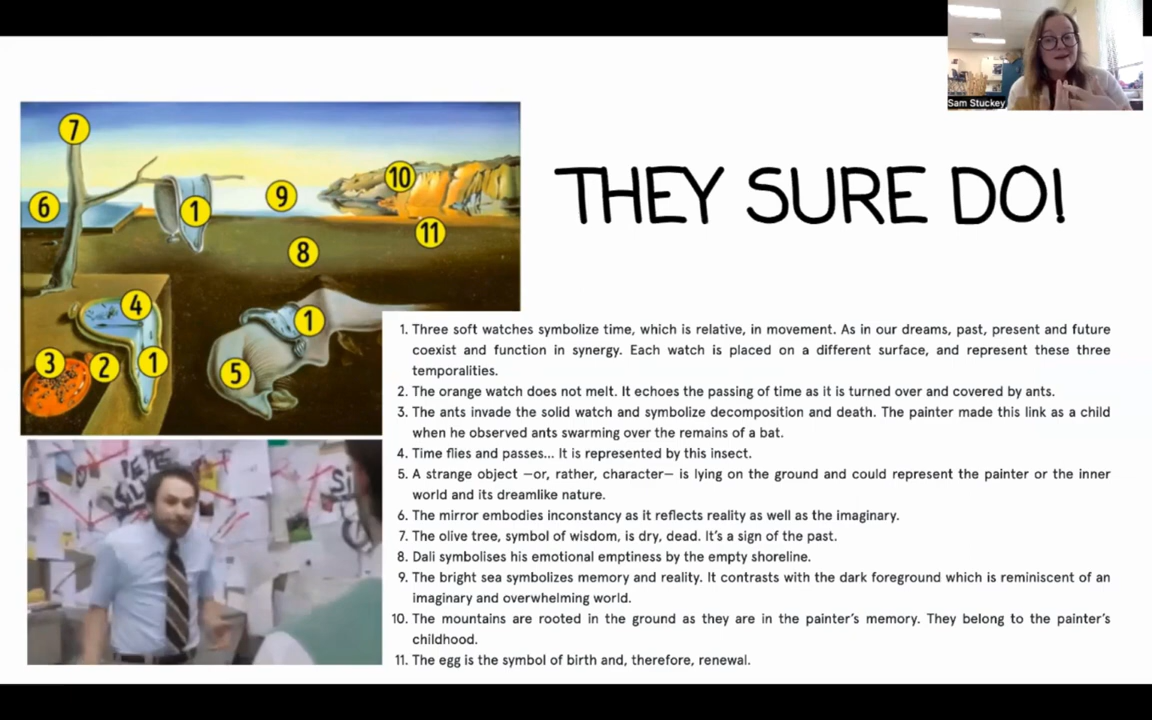 Sam Stuckey
THEY SURE DO!
7
6
1
9
10
11
8
4
1
3
2
1
5
1. Three soft watches symbolize time, which is relative, in movement. As in our dreams, past, present and future
coexist and function in synergy. Each watch is placed on a different surface, and represent these three
temporalities.
2. The orange watch does not melt. It echoes the passing of time as it is turned over and covered by ants.
3. The ants invade the solid watch and symbolize decomposition and death. The painter made this link as a child
when he observed ants swarming over the remains of a bat.
4. Time flies and passes... It is represented by this insect.
5. A strange object —or, rather, character— is lying on the ground and could represent the painter or the inner
world and its dreamlike nature.
6. The mirror embodies inconstancy as it reflects reality as well as the imaginary.
7. The olive tree, symbol of wisdom, is dry, dead. It's a sign of the past.
8. Dali symbolises his emotional emptiness by the empty shoreline.
9. The bright sea symbolizes memory and reality. It contrasts with the dark foreground which is reminiscent of an
imaginary and overwhelming world.
10. The mountains are rooted in the ground as they are in the painter's memory. They belong to the painter's
childhood.
11. The egg is the symbol of birth and, therefore, renewal.